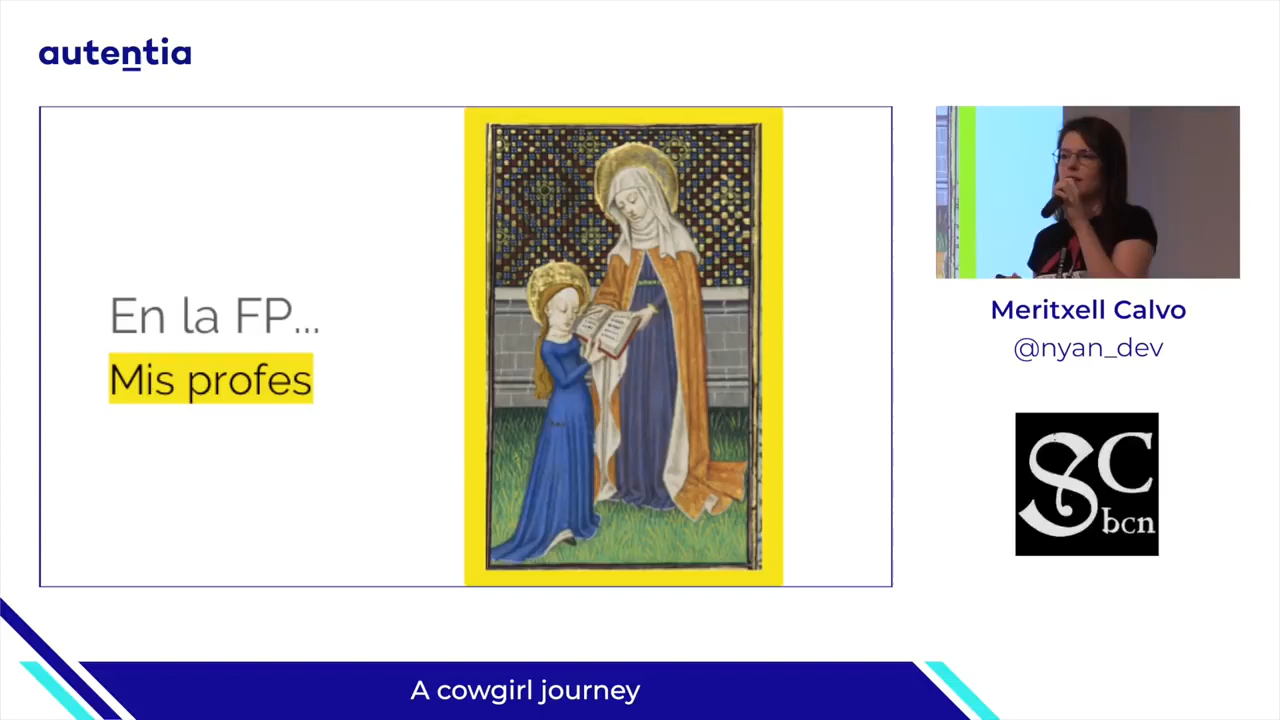 autentia
En la FP...
Mis profes
Meritxell Calvo
@nyan_dev
SC
bcn
A cowgirl journey